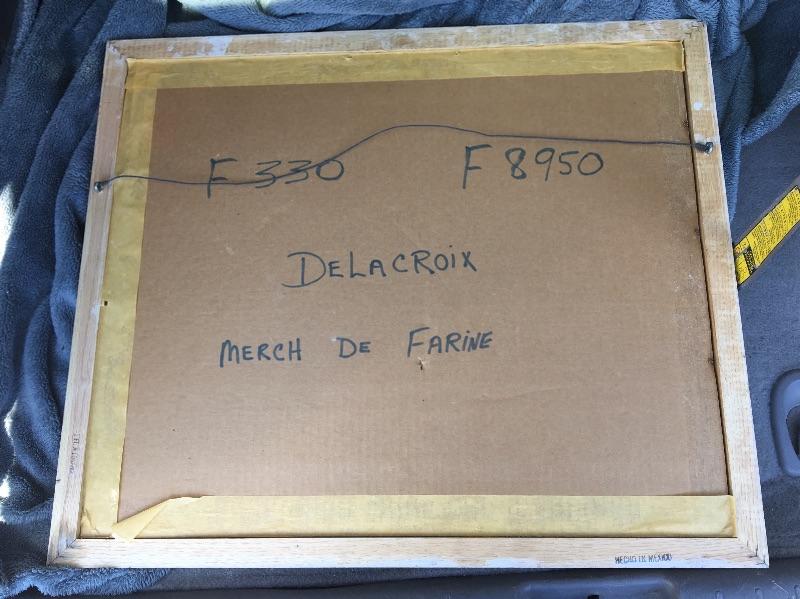 F 330 F 8950
DELACROIX
MERCH DE FARINE
HECHO EN MEXICO